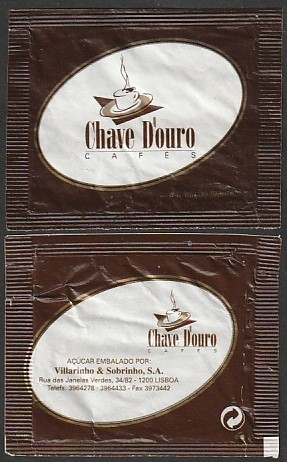 Chave D'ouro
CAFÉS
Chave D'ouro
CAFÉS
AÇÚCAR EMBALADO POR:
Villarinho & Sobrinho, S.A.
Rua das Janelas Verdes, 34/82 - 1200 LISBOA
Telefs. 3964278 · 3964433 - Fax 3973442